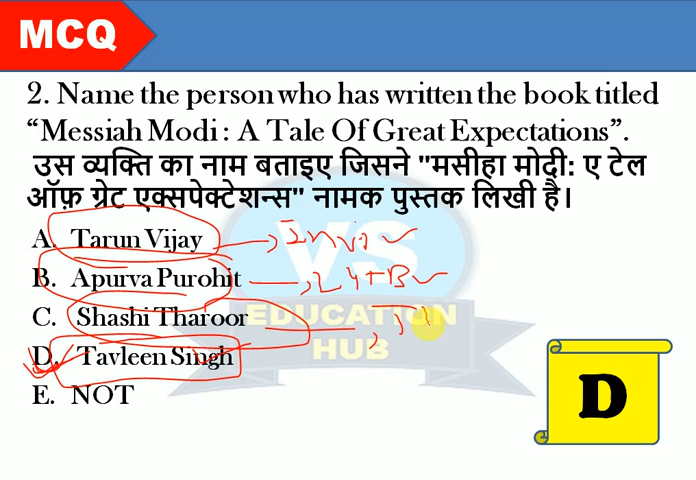 MCQ
2. Name the person who has written the book titled
“Messiah Modi : A Tale Of Great Expectations”.
उस व्यक्ति का नाम बताइए जिसने "मसीहा मोदी: ए टेल
ऑफ़ ग्रेट एक्सपेक्टेशन्स" नामक पुस्तक लिखी है।
A. Tarun Vijay
B. Apurva Purohit
C. Shashi Tharoor
D. Tavleen Singh
E. NOT
VS
EDUCATION
HUB
D